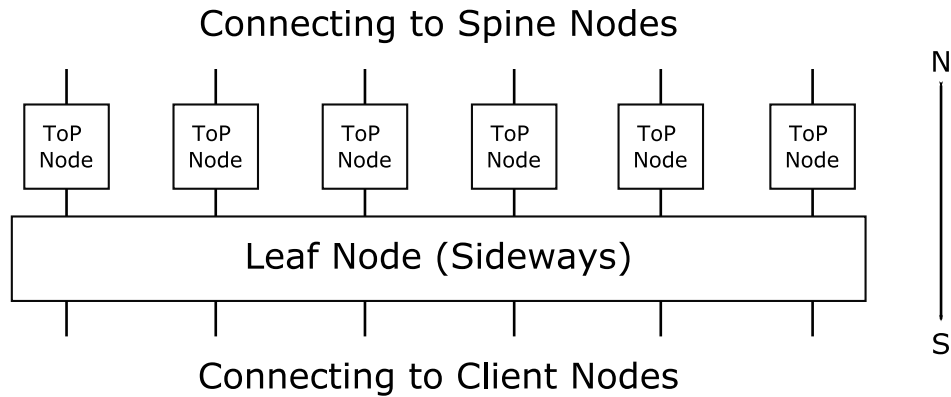 Connecting to Spine Nodes
N
ToP
Node
ToP
Node
ToP
Node
ToP
Node
ToP
Node
ToP
Node
Leaf Node (Sideways)
S
Connecting to Client Nodes